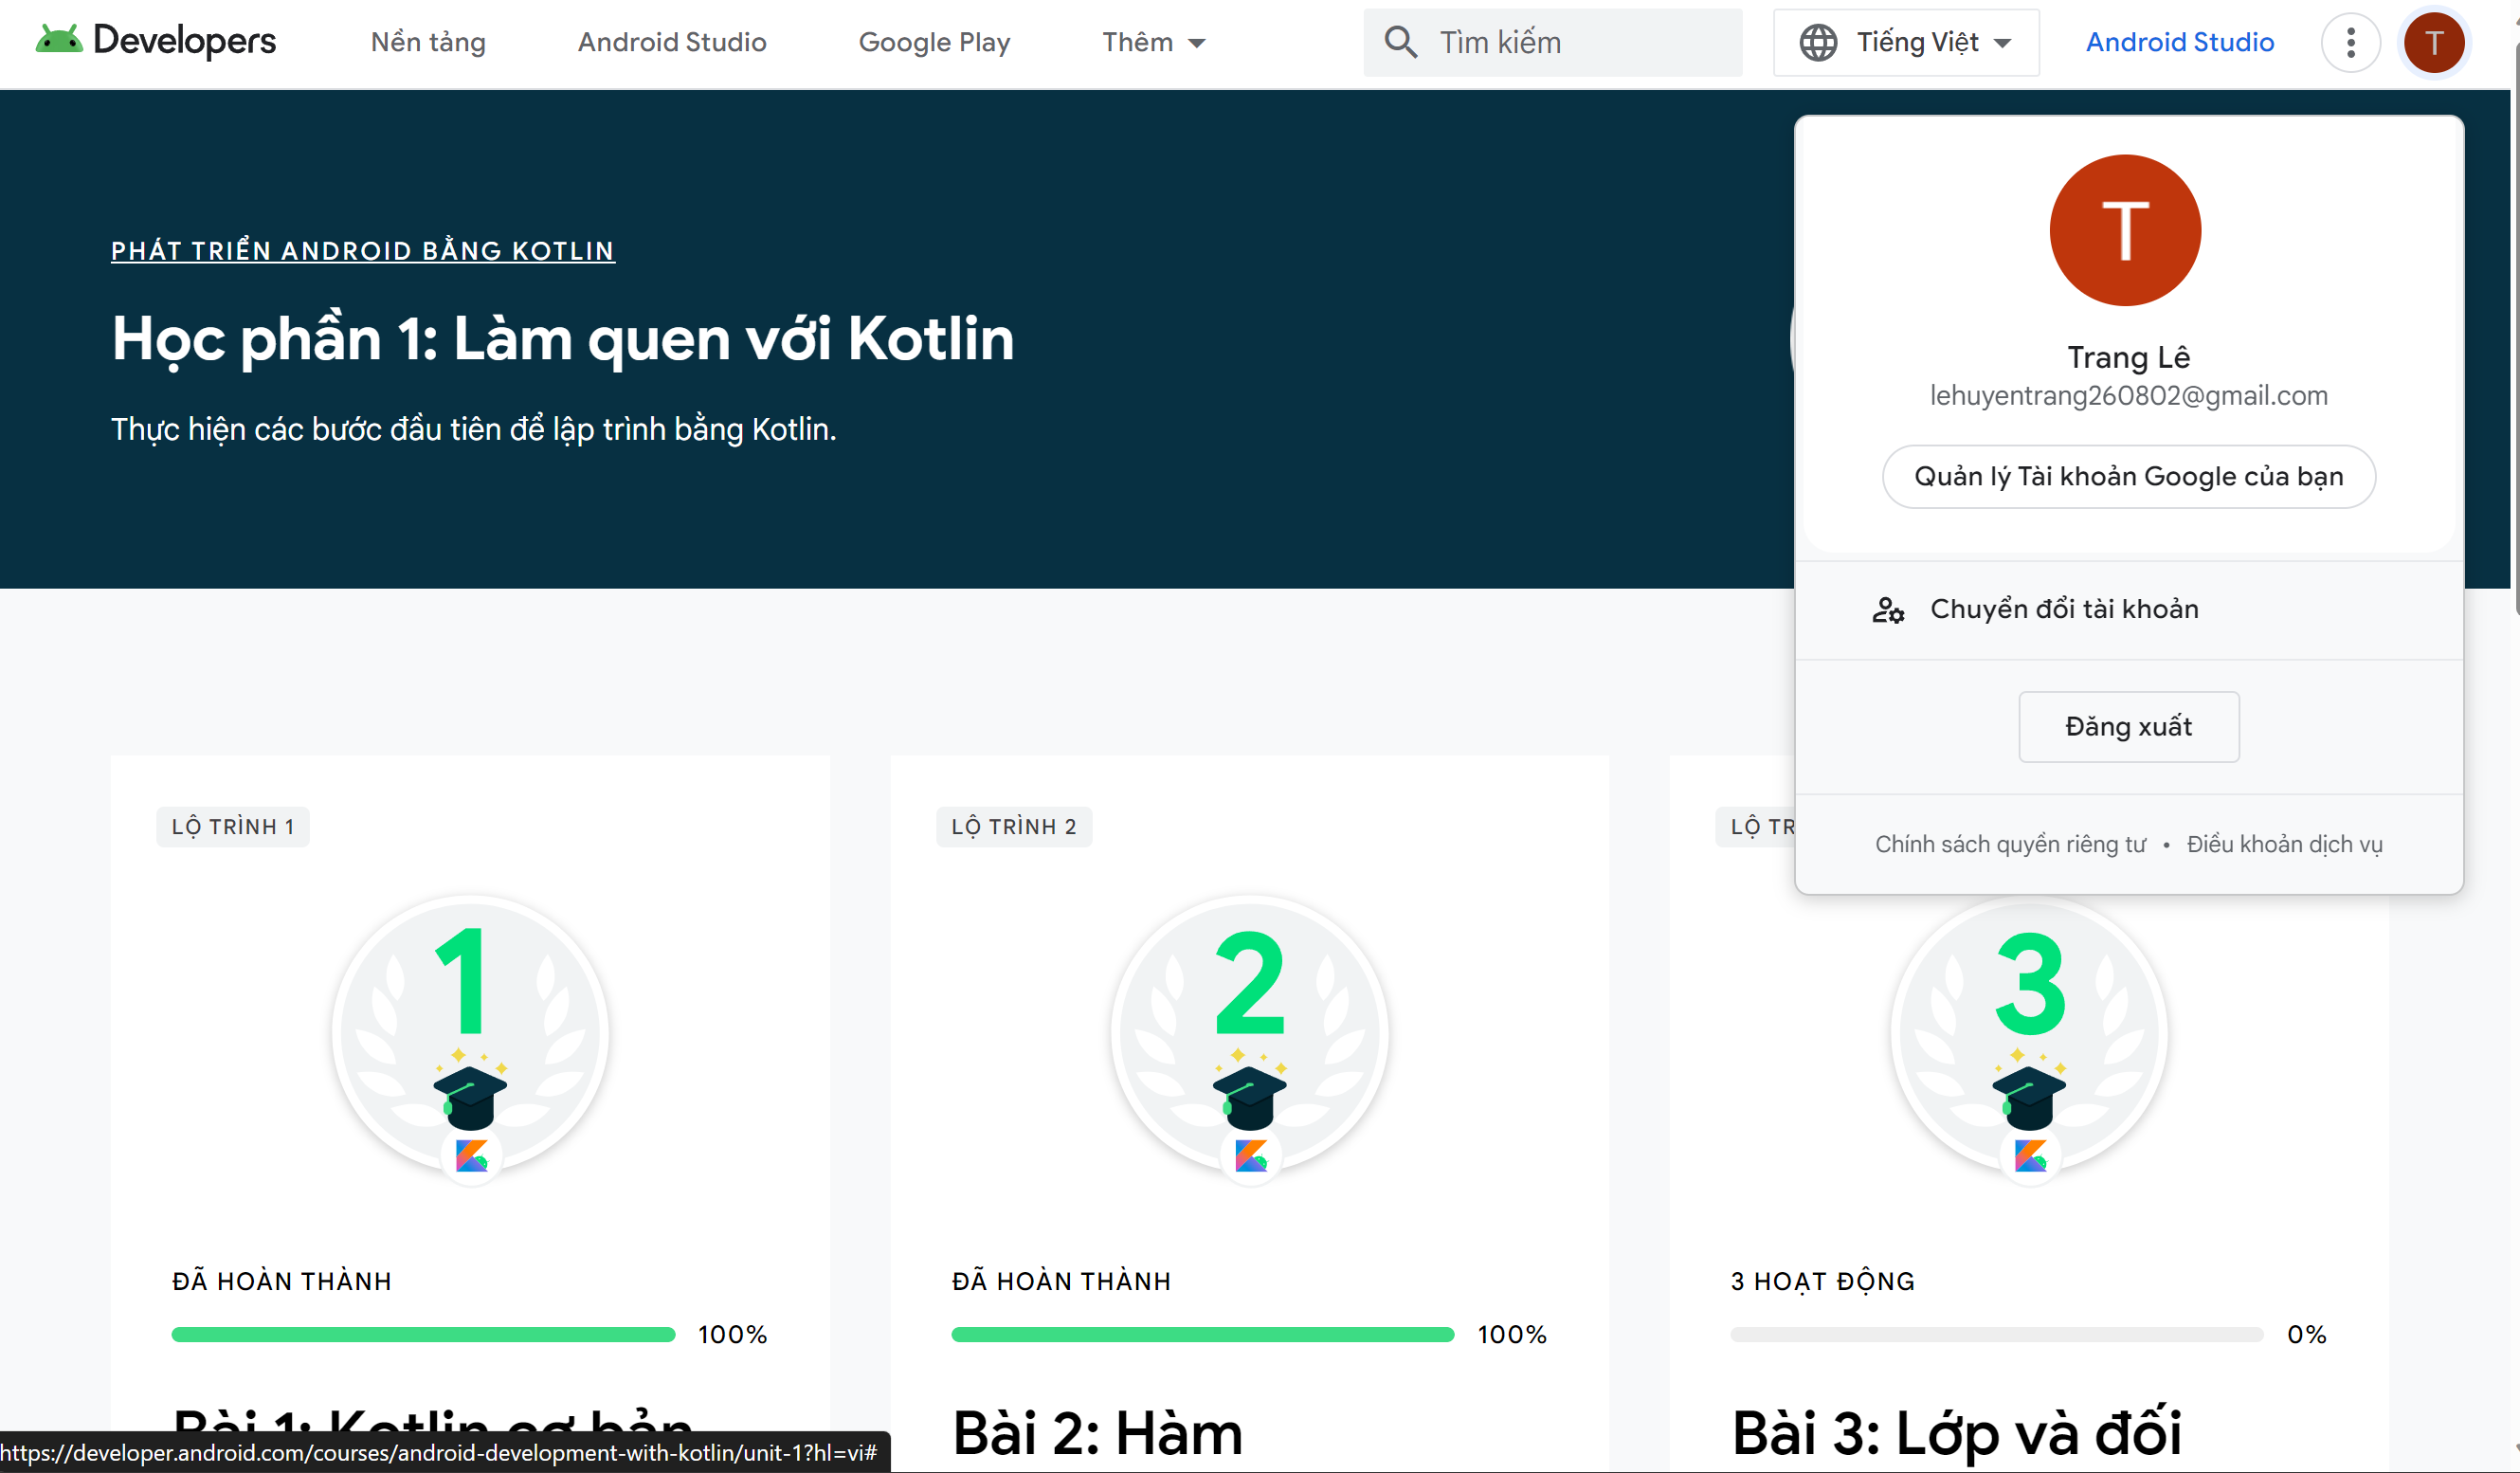 Developers
Nền tảng
Android Studio
Google Play
Thêm
Tìm kiếm
Tiếng Việt
Android Studio
T
PHÁT TRIỂN ANDROID BẰNG KOTLIN
Học phần 1: Làm quen với Kotlin
Thực hiện các bước đầu tiên để lập trình bằng Kotlin.
T
Trang Lê
lehuyentrang260802@gmail.com
Quản lý Tài khoản Google của bạn
Chuyển đổi tài khoản
Đăng xuất
Chính sách quyền riêng tư • Điều khoản dịch vụ
LỘ TRÌNH 1
1
ĐÃ HOÀN THÀNH
100%
Bài 1: Kotlin cơ bản
LỘ TRÌNH 2
2
ĐÃ HOÀN THÀNH
100%
Bài 2: Hàm
LỘ TR
3
3 HOẠT ĐỘNG
0%
Bài 3: Lớp và đối
https://developer.android.com/courses/android-development-with-kotlin/unit-1?hl=vi#